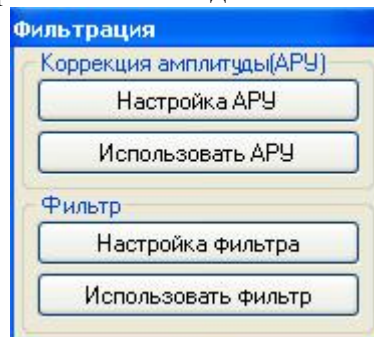 Фильтрация
Коррекция амплитуды(АРУ)
Настройка АРУ
Использовать АРУ
Фильтр
Настройка фильтра
Использовать фильтр